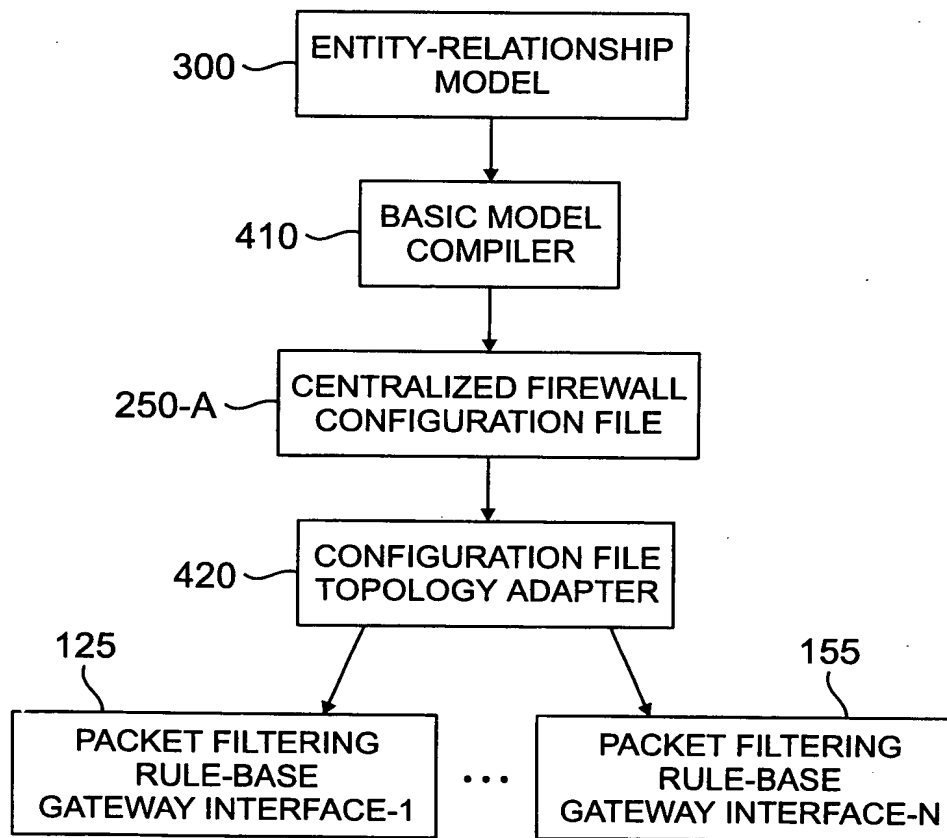 300
ENTITY-RELATIONSHIP
MODEL
410
BASIC MODEL
COMPILER
250-A
CENTRALIZED FIREWALL
CONFIGURATION FILE
420
CONFIGURATION FILE
TOPOLOGY ADAPTER
125
155
PACKET FILTERING
RULE-BASE
GATEWAY INTERFACE-1
...
PACKET FILTERING
RULE-BASE
GATEWAY INTERFACE-N